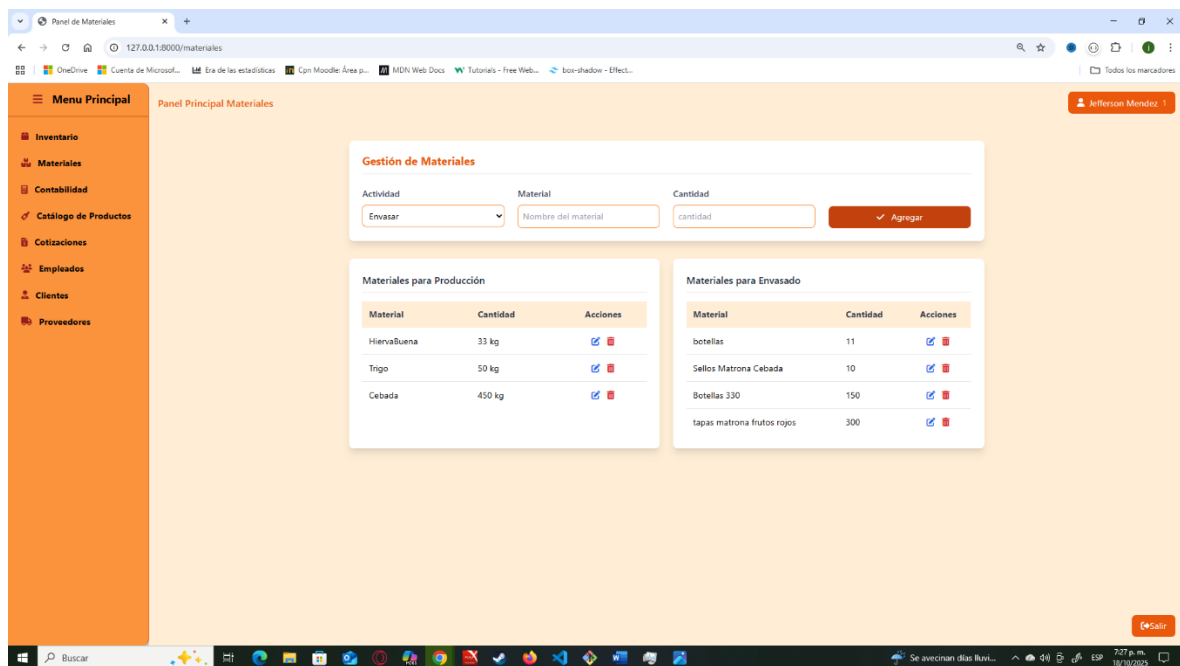 Panel de Materiales
127.0.0.1:8000/materiales
OneDrive Cuenta de Microsof... Era de las estadísticas Cpn Moodle: Área p... MDN Web Docs Tutorials - Free Web... box-shadow - Effect... Todos los marcadores
Menu Principal
Panel Principal Materiales
Jefferson Mendez 1
Inventario
Materiales
Contabilidad
Catálogo de Productos
Cotizaciones
Empleados
Clientes
Proveedores
Gestión de Materiales
Actividad Material Cantidad
Envasar Nombre del material cantidad Agregar
Materiales para Producción
Material Cantidad Acciones
HiervaBuena 33 kg
Trigo 50 kg
Cebada 450 kg
Materiales para Envasado
Material Cantidad Acciones
botellas 11
Sellos Matrona Cebada 10
Botellas 330 150
tapas matrona frutos rojos 300
Salir
Buscar
Se avecinan días lluvi... ESP 7:27 p. m.
18/10/2025